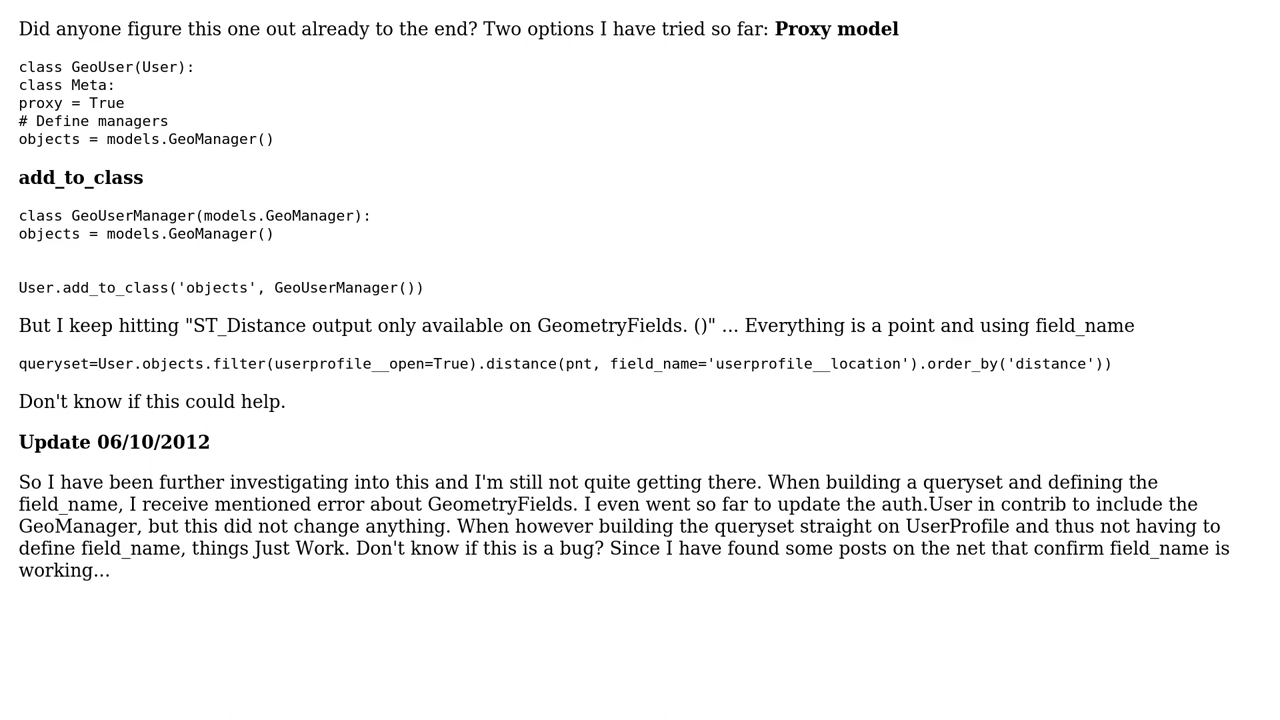 Did anyone figure this one out already to the end? Two options I have tried so far: Proxy model
class GeoUser(User):
class Meta:
proxy = True
# Define managers
objects = models.GeoManager()
add_to_class
class GeoUserManager(models.GeoManager):
objects = models.GeoManager()
User.add_to_class('objects', GeoUserManager())
But I keep hitting "ST_Distance output only available on GeometryFields. ()" ... Everything is a point and using field_name
queryset=User.objects.filter(userprofile__open=True).distance(pnt, field_name='userprofile__location').order_by('distance'))
Don't know if this could help.
Update 06/10/2012
So I have been further investigating into this and I'm still not quite getting there. When building a queryset and defining the
field_name, I receive mentioned error about GeometryFields. I even went so far to update the auth.User in contrib to include the
GeoManager, but this did not change anything. When however building the queryset straight on UserProfile and thus not having to
define field_name, things Just Work. Don't know if this is a bug? Since I have found some posts on the net that confirm field_name is
working...